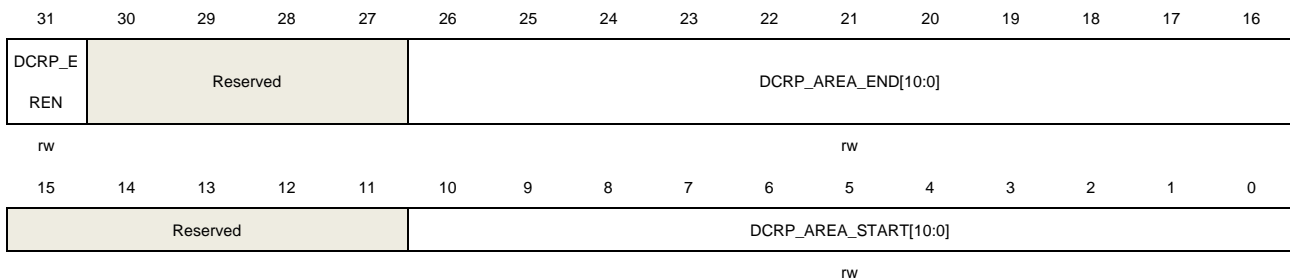 31 30 29 28 27 26 25 24 23 22 21 20 19 18 17 16
DCRP_E
REN
Reserved
DCRP_AREA_END[10:0]
rw rw
15 14 13 12 11 10 9 8 7 6 5 4 3 2 1 0
Reserved DCRP_AREA_START[10:0]
rw